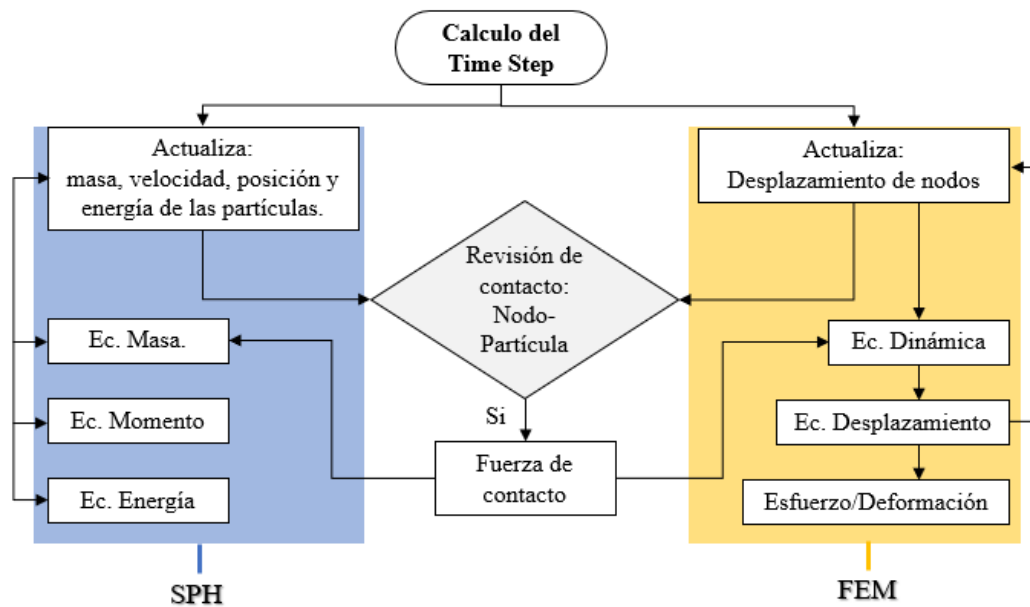 Calculo del
Time Step
Actualiza:
masa, velocidad, posición y
energía de las partículas.
Actualiza:
Desplazamiento de nodos
Revisión de
contacto:
Nodo-
Partícula
Ec. Masa.
Ec. Dinámica
Ec. Momento
Si
Ec. Desplazamiento
Fuerza de
contacto
Ec. Energía
Esfuerzo/Deformación
SPH
FEM